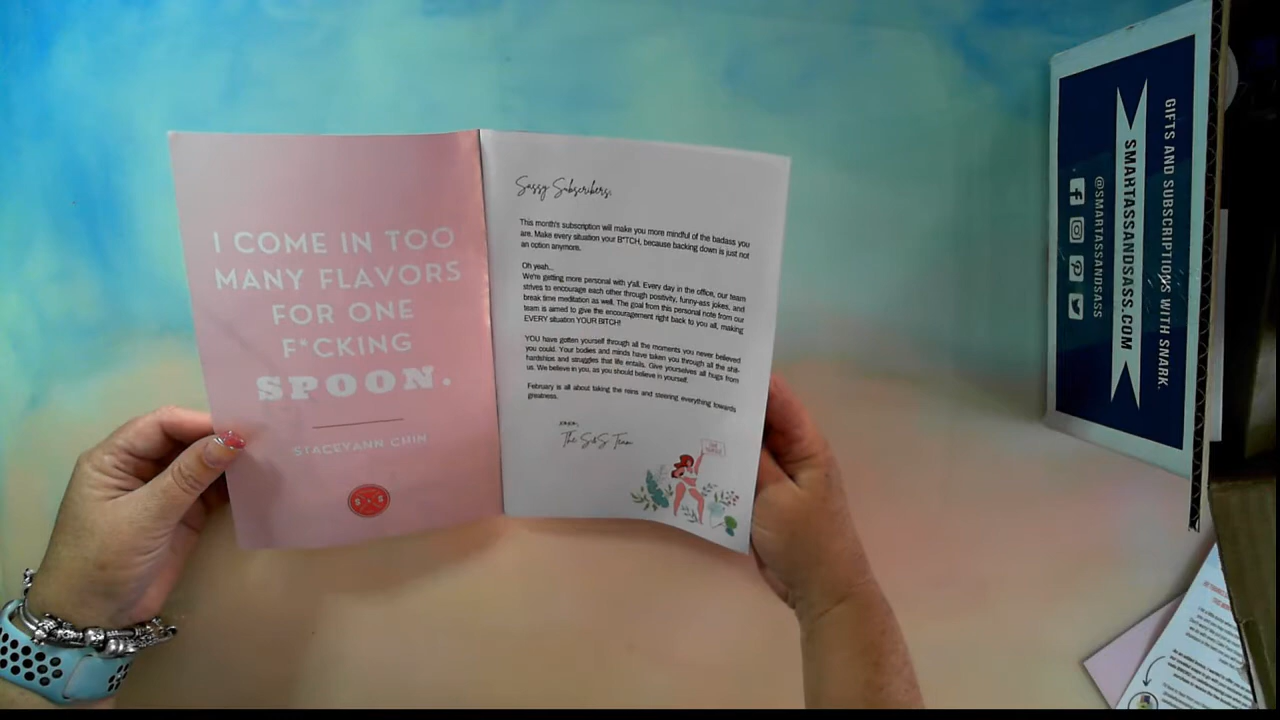 I COME IN TOO
MANY FLAVORS
FOR ONE
F*CKING
SPOON.
STACEYANN CHIN
S S
Sassy Subscribers,
This month's subscription will make you more mindful of the badass you
are. Make every situation your B*TCH, because backing down is just not
an option anymore.
Oh yeah...
We're getting more personal with y'all. Every day in the office, our team
strives to encourage each other through positivity, funny-ass jokes, and
break time meditation as well. The goal from this personal note from our
team is aimed to give the encouragement right back to you all, making
EVERY situation YOUR BITCH!
YOU have gotten yourself through all the moments you never believed
you could. Your bodies and minds have taken you through all the shit-
hardships and struggles that life entails. Give yourselves all hugs from
us. We believe in you, as you should believe in yourself.
February is all about taking the reins and steering everything towards
greatness.
xoxo,
The S&S Team
GIFTS AND SUBSCRIPTIONS WITH SNARK.
SMARTASSANDSASS.COM
@SMARTASSANDSASS